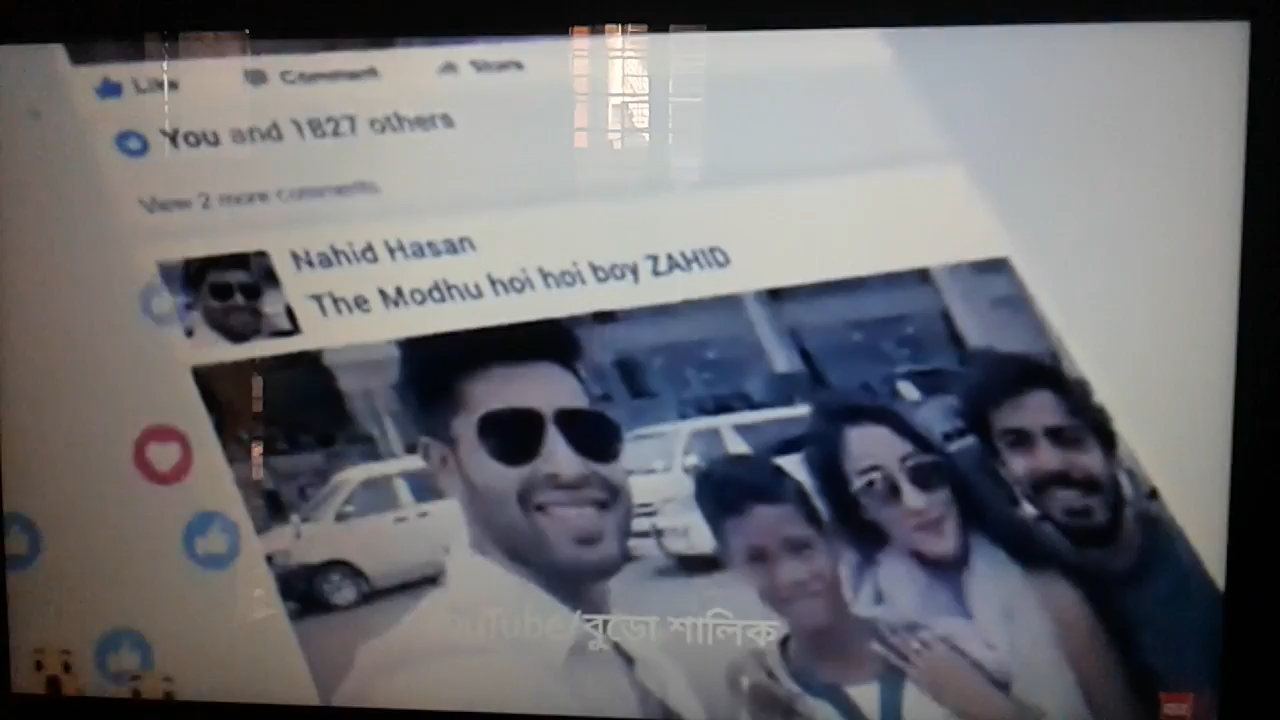 Like Comment Share
You and 1827 others
View 2 more comments
Nahid Hasan
The Modhu hoi hoi boy ZAHID
YouTube/বুড়ো শালিক